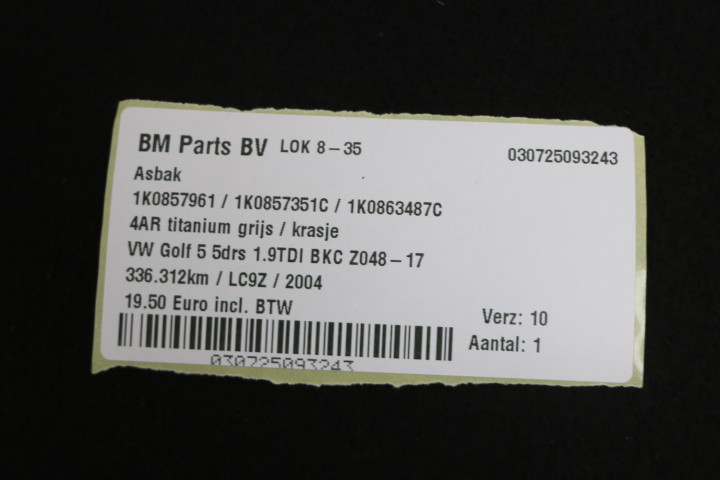 BM Parts BV LOK 8-35 030725093243
Asbak
1K0857961 / 1K0857351C / 1K0863487C
4AR titanium grijs / krasje
VW Golf 5 5drs 1.9TDI BKC Z048-17
336.312km / LC9Z / 2004
19.50 Euro incl. BTW
Verz: 10
Aantal: 1
030725093243